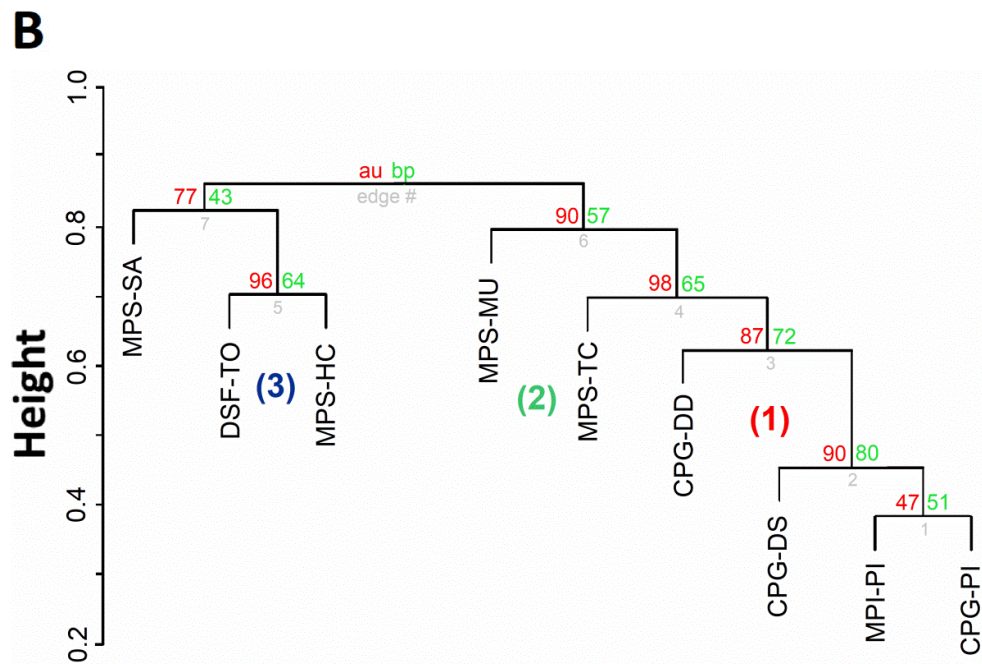 B
Height
1.0
0.8
0.6
0.4
0.2
au bp
edge #
77 43
7
90 57
6
96 64
5
98 65
4
87 72
3
90 80
2
47 51
1
MPS-SA
DSF-TO
(3)
MPS-HC
MPS-MU
(2)
MPS-TC
CPG-DD
(1)
CPG-DS
MPI-PI
CPG-PI